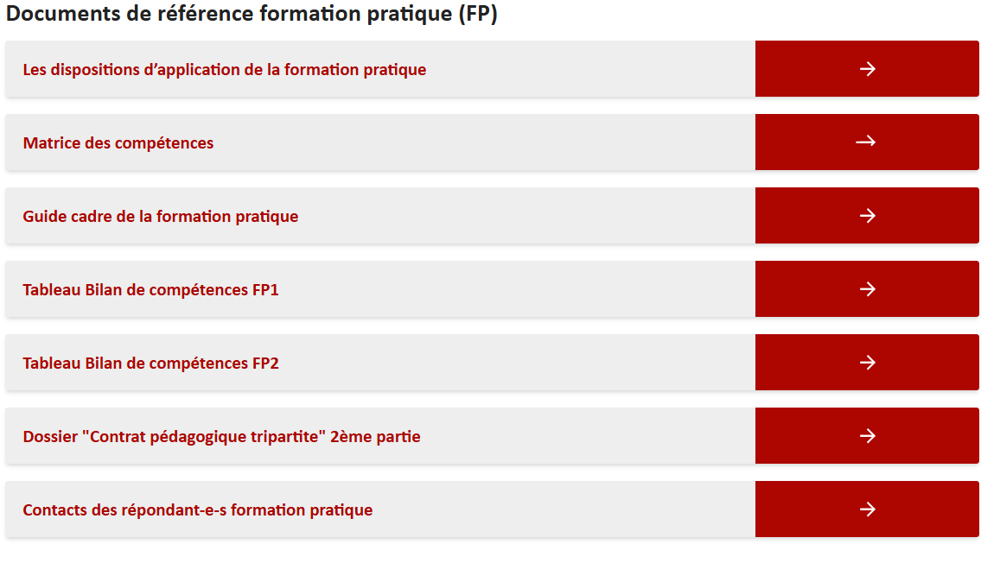 Documents de référence formation pratique (FP)
Les dispositions d’application de la formation pratique
Matrice des compétences
Guide cadre de la formation pratique
Tableau Bilan de compétences FP1
Tableau Bilan de compétences FP2
Dossier "Contrat pédagogique tripartite" 2ème partie
Contacts des répondant-e-s formation pratique